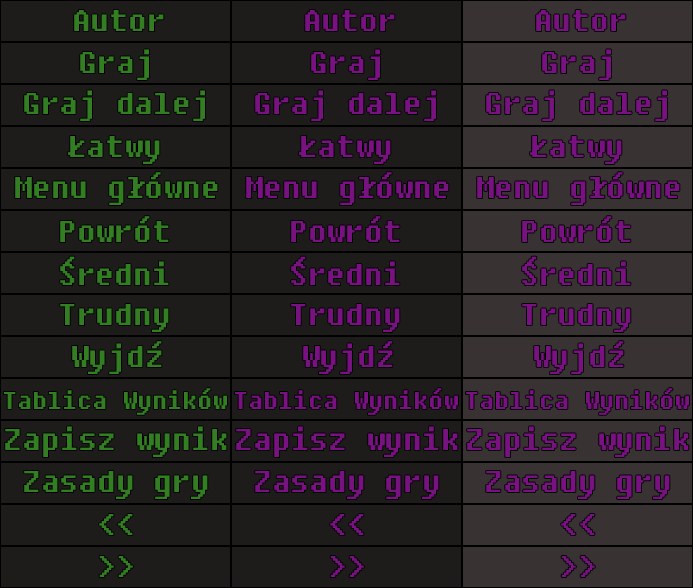 Autor Autor Autor
Graj Graj Graj
Graj dalej Graj dalej Graj dalej
Łatwy Łatwy Łatwy
Menu główne Menu główne Menu główne
Powrót Powrót Powrót
Średni Średni Średni
Trudny Trudny Trudny
Wyjdź Wyjdź Wyjdź
Tablica Wyników Tablica Wyników Tablica Wyników
Zapisz wynik Zapisz wynik Zapisz wynik
Zasady gry Zasady gry Zasady gry
<< << <<
>> >> >>